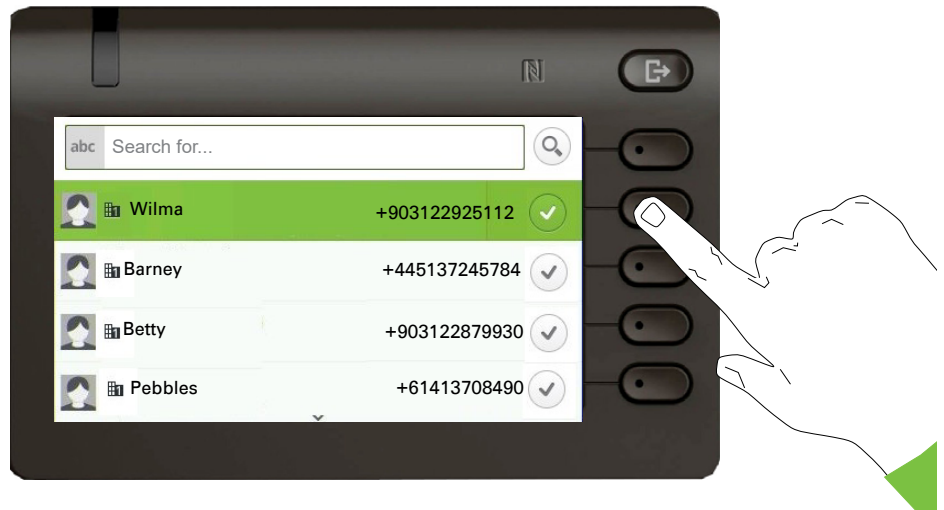 abc Search for...
Wilma +903122925112
Barney +445137245784
Betty +903122879930
Pebbles +61413708490